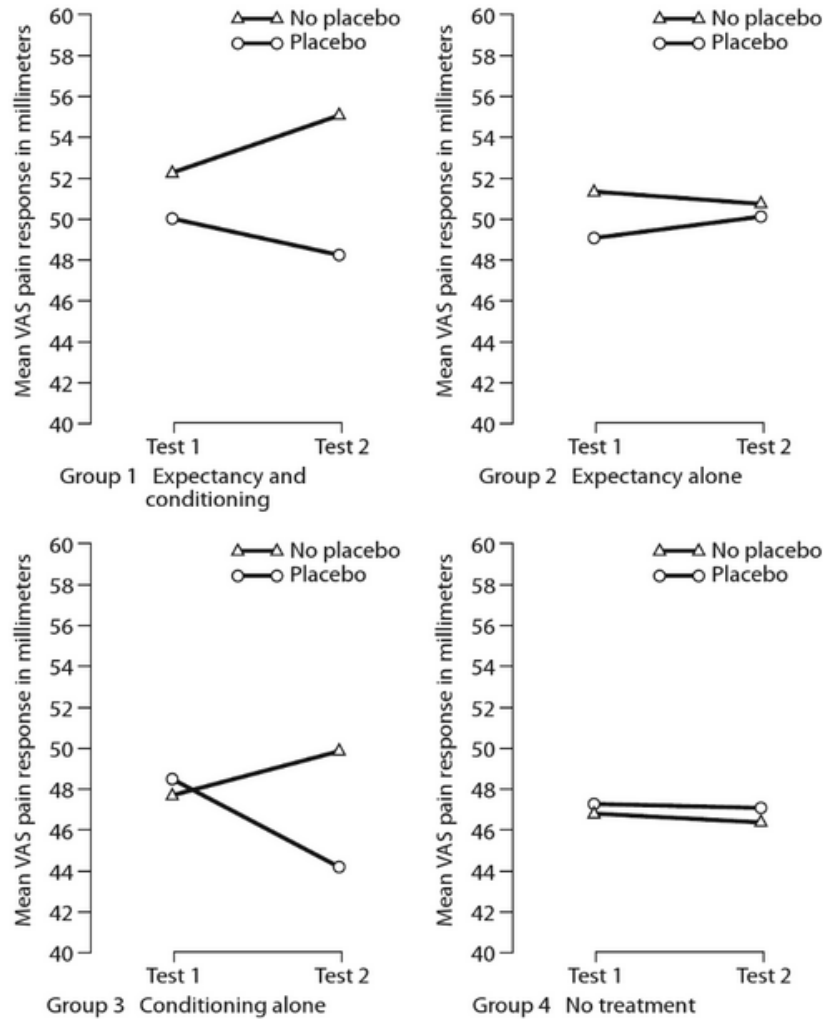 Mean VAS pain response in millimeters
60
58
56
54
52
50
48
46
44
42
40
No placebo
Placebo
Test 1
Test 2
Group 1 Expectancy and
conditioning
Mean VAS pain response in millimeters
60
58
56
54
52
50
48
46
44
42
40
No placebo
Placebo
Test 1
Test 2
Group 2 Expectancy alone
Mean VAS pain response in millimeters
60
58
56
54
52
50
48
46
44
42
40
No placebo
Placebo
Test 1
Test 2
Group 3 Conditioning alone
Mean VAS pain response in millimeters
60
58
56
54
52
50
48
46
44
42
40
No placebo
Placebo
Test 1
Test 2
Group 4 No treatment